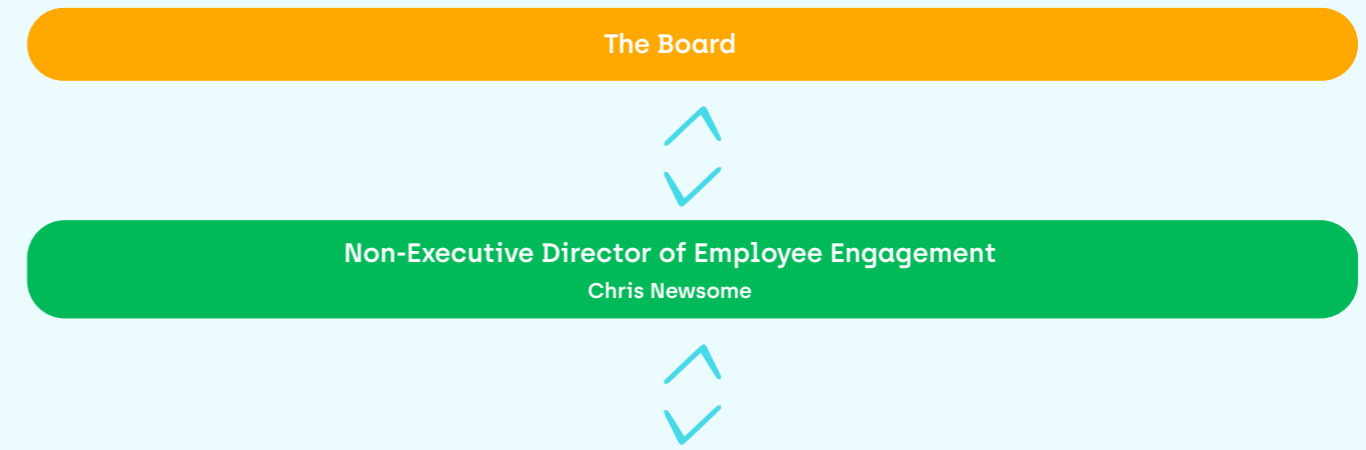 The Board
Non-Executive Director of Employee Engagement
Chris Newsome